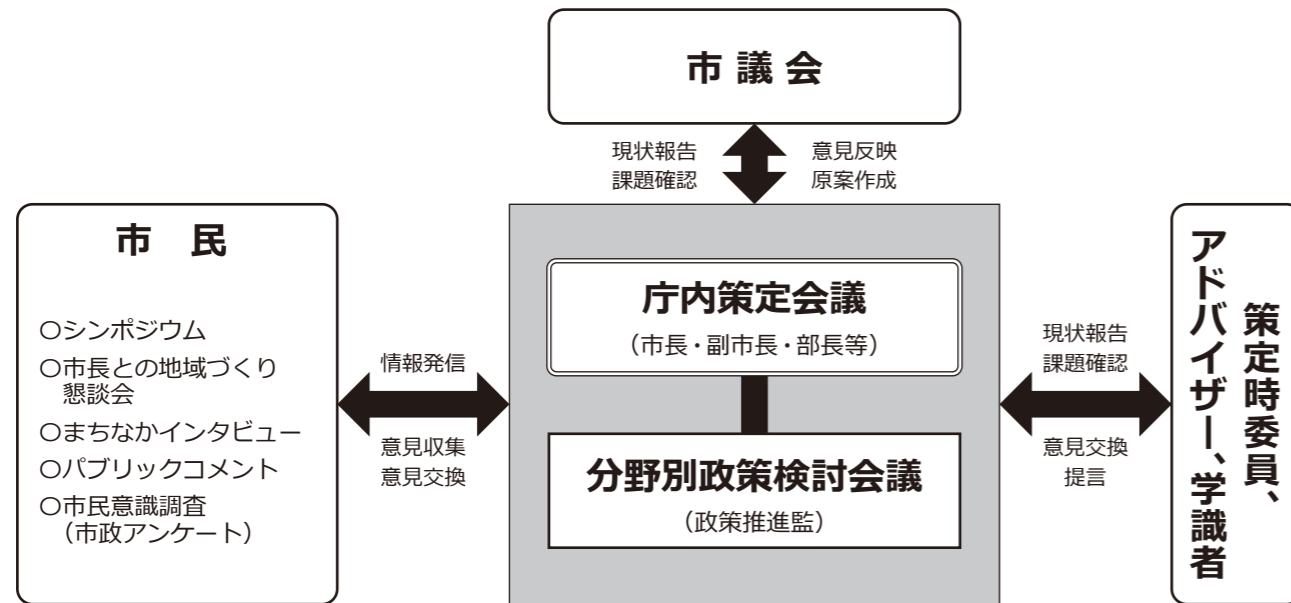 市議会
現状報告
課題確認
意見反映
原案作成
市 民
○シンポジウム
○市長との地域づくり
懇談会
○まちなかインタビュー
○パブリックコメント
○市民意識調査
（市政アンケート）
情報発信
意見収集
意見交換
庁内策定会議
（市長・副市長・部長等）
分野別政策検討会議
（政策推進監）
現状報告
課題確認
意見交換
提言
策定時委員、
アドバイザー、学識者